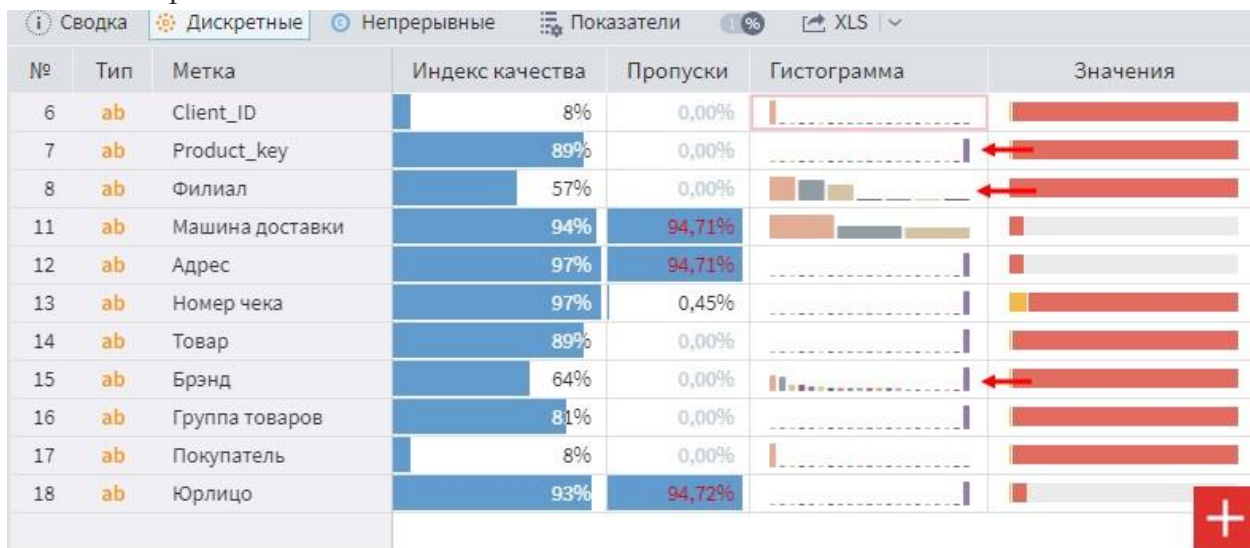 Сводка Дискретные Непрерывные Показатели % XLS
№ Тип Метка Индекс качества Пропуски Гистограмма Значения
6 ab Client_ID 8% 0,00%
7 ab Product_key 89% 0,00%
8 ab Филиал 57% 0,00%
11 ab Машина доставки 94% 94,71%
12 ab Адрес 97% 94,71%
13 ab Номер чека 97% 0,45%
14 ab Товар 89% 0,00%
15 ab Брэнд 64% 0,00%
16 ab Группа товаров 81% 0,00%
17 ab Покупатель 8% 0,00%
18 ab Юрлицо 93% 94,72%